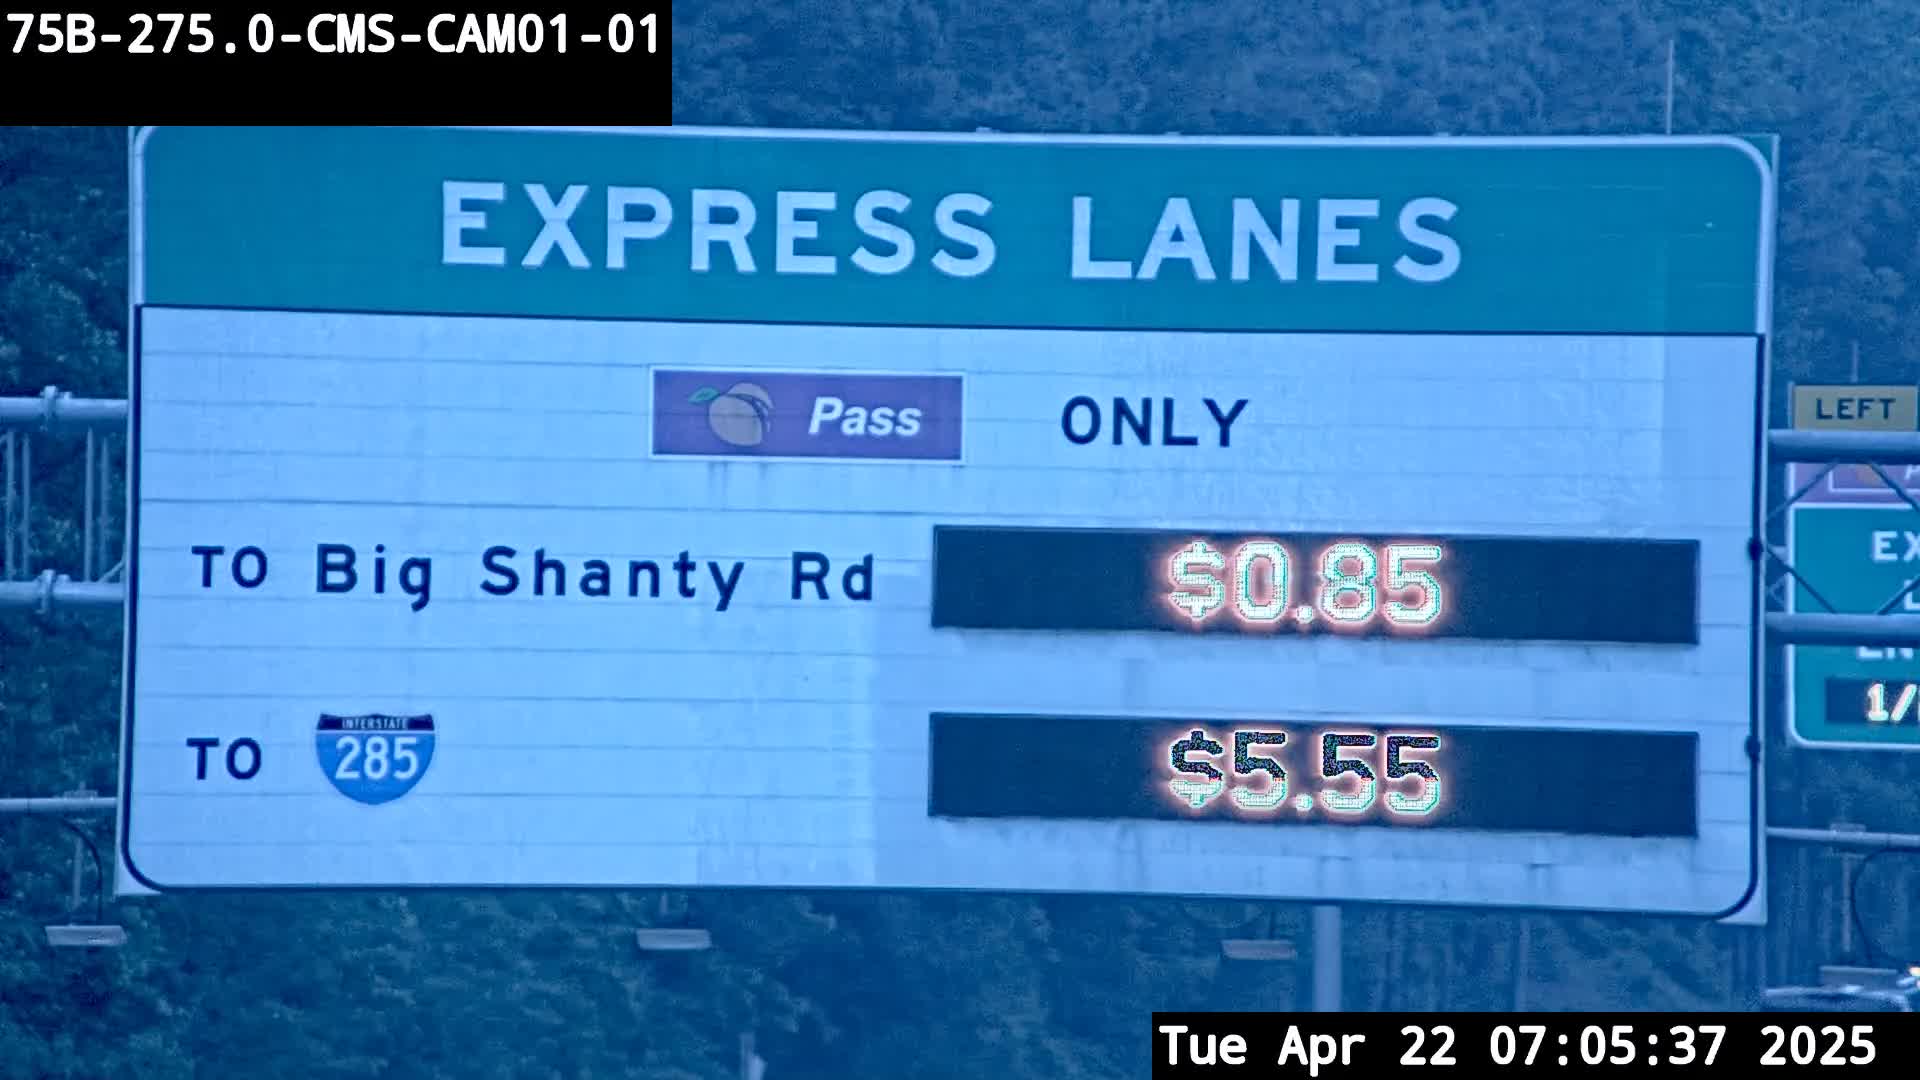 75B-275.0-CMS-CAM01-01
EXPRESS LANES
Pass ONLY
TO Big Shanty Rd $0.85
TO INTERSTATE 285 $5.55
LEFT
Tue Apr 22 07:05:37 2025